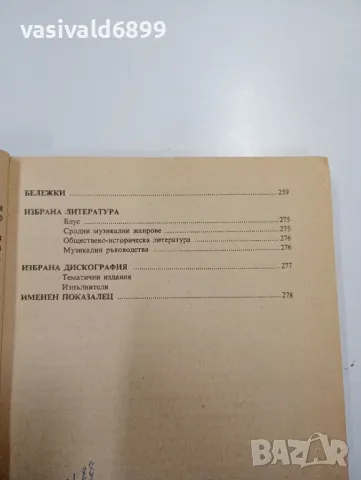 vasivald6899
БЕЛЕЖКИ 259
ИЗБРАНА ЛИТЕРАТУРА
Блус 275
Сродни музикални жанрове 275
Обществено-историческа литература 276
Музикални ръководства 276
ИЗБРАНА ДИСКОГРАФИЯ 277
Тематични издания
Изпълнители
ИМЕНЕН ПОКАЗАЛЕЦ 278
BAZAR